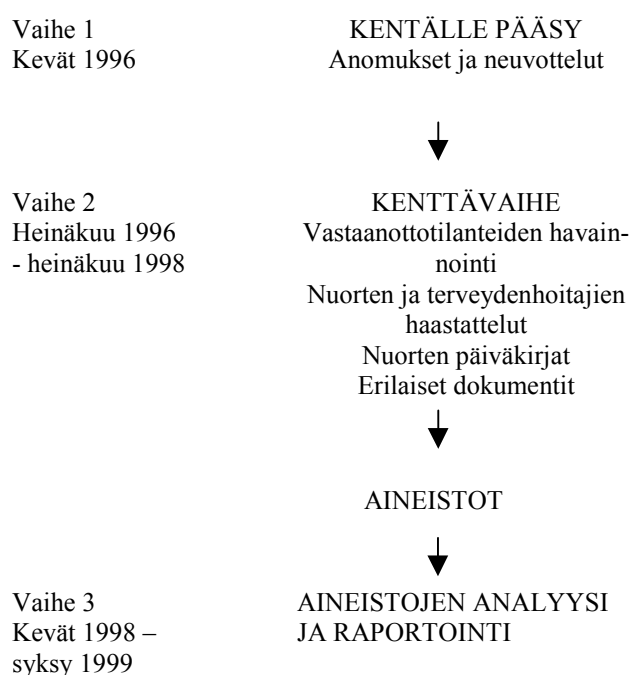 Vaihe 1
Kevät 1996
KENTÄLLE PÄÄSY
Anomukset ja neuvottelut
Vaihe 2
Heinäkuu 1996
- heinäkuu 1998
KENTTÄVAIHE
Vastaanottotilanteiden havain-
nointi
Nuorten ja terveydenhoitajien
haastattelut
Nuorten päiväkirjat
Erilaiset dokumentit
AINEISTOT
Vaihe 3
Kevät 1998 –
syksy 1999
AINEISTOJEN ANALYYSI
JA RAPORTOINTI